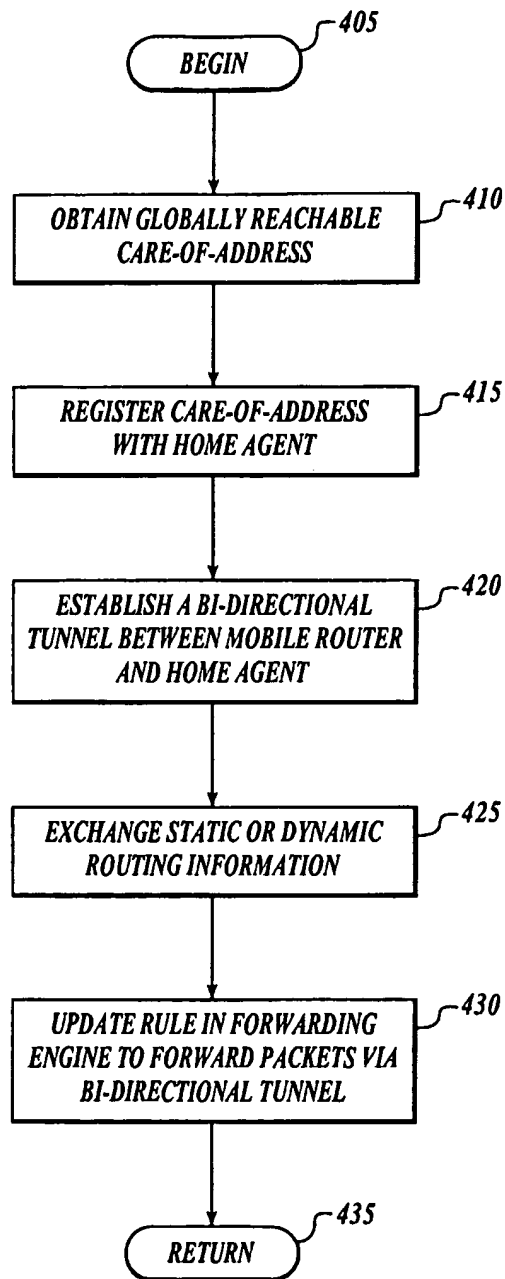 405
BEGIN
410
OBTAIN GLOBALLY REACHABLE
CARE-OF-ADDRESS
415
REGISTER CARE-OF-ADDRESS
WITH HOME AGENT
420
ESTABLISH A BI-DIRECTIONAL
TUNNEL BETWEEN MOBILE ROUTER
AND HOME AGENT
425
EXCHANGE STATIC OR DYNAMIC
ROUTING INFORMATION
430
UPDATE RULE IN FORWARDING
ENGINE TO FORWARD PACKETS VIA
BI-DIRECTIONAL TUNNEL
435
RETURN